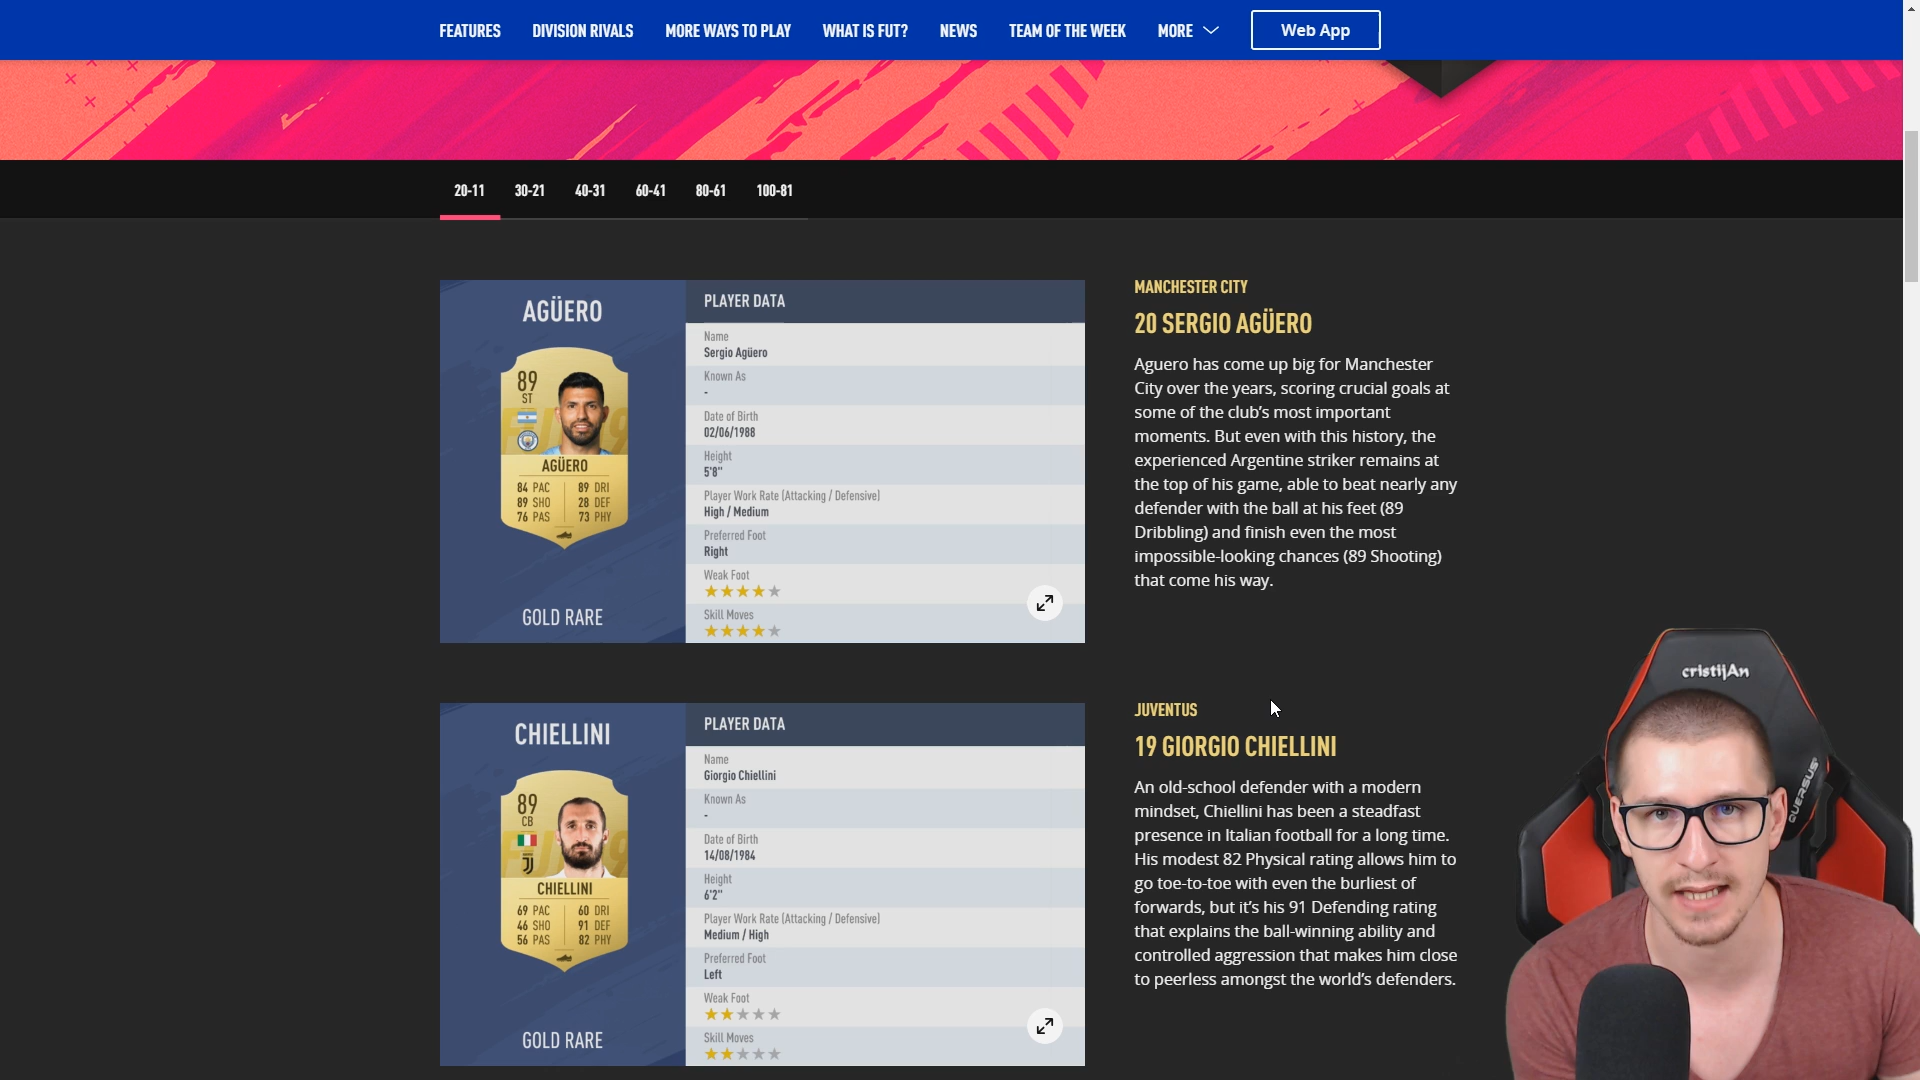 FEATURES DIVISION RIVALS MORE WAYS TO PLAY WHAT IS FUT? NEWS TEAM OF THE WEEK MORE Web App
20-11 30-21 40-31 60-41 80-61 100-81
AGÜERO
89
ST
AGÜERO
84 PAC 89 DRI
89 SHO 28 DEF
76 PAS 73 PHY
GOLD RARE
PLAYER DATA
Name
Sergio Agüero
Known As
-
Date of Birth
02/06/1988
Height
5'8"
Player Work Rate (Attacking / Defensive)
High / Medium
Preferred Foot
Right
Weak Foot
Skill Moves
MANCHESTER CITY
20 SERGIO AGÜERO
Aguero has come up big for Manchester
City over the years, scoring crucial goals at
some of the club’s most important
moments. But even with this history, the
experienced Argentine striker remains at
the top of his game, able to beat nearly any
defender with the ball at his feet (89
Dribbling) and finish even the most
impossible-looking chances (89 Shooting)
that come his way.
CHIELLINI
89
CB
CHIELLINI
69 PAC 60 DRI
46 SHO 91 DEF
56 PAS 82 PHY
GOLD RARE
PLAYER DATA
Name
Giorgio Chiellini
Known As
-
Date of Birth
14/08/1984
Height
6'2"
Player Work Rate (Attacking / Defensive)
Medium / High
Preferred Foot
Left
Weak Foot
Skill Moves
JUVENTUS
19 GIORGIO CHIELLINI
An old-school defender with a modern
mindset, Chiellini has been a steadfast
presence in Italian football for a long time.
His modest 82 Physical rating allows him to
go toe-to-toe with even the burliest of
forwards, but it’s his 91 Defending rating
that explains the ball-winning ability and
controlled aggression that makes him close
to peerless amongst the world’s defenders.
cristijAn
QUERSUS